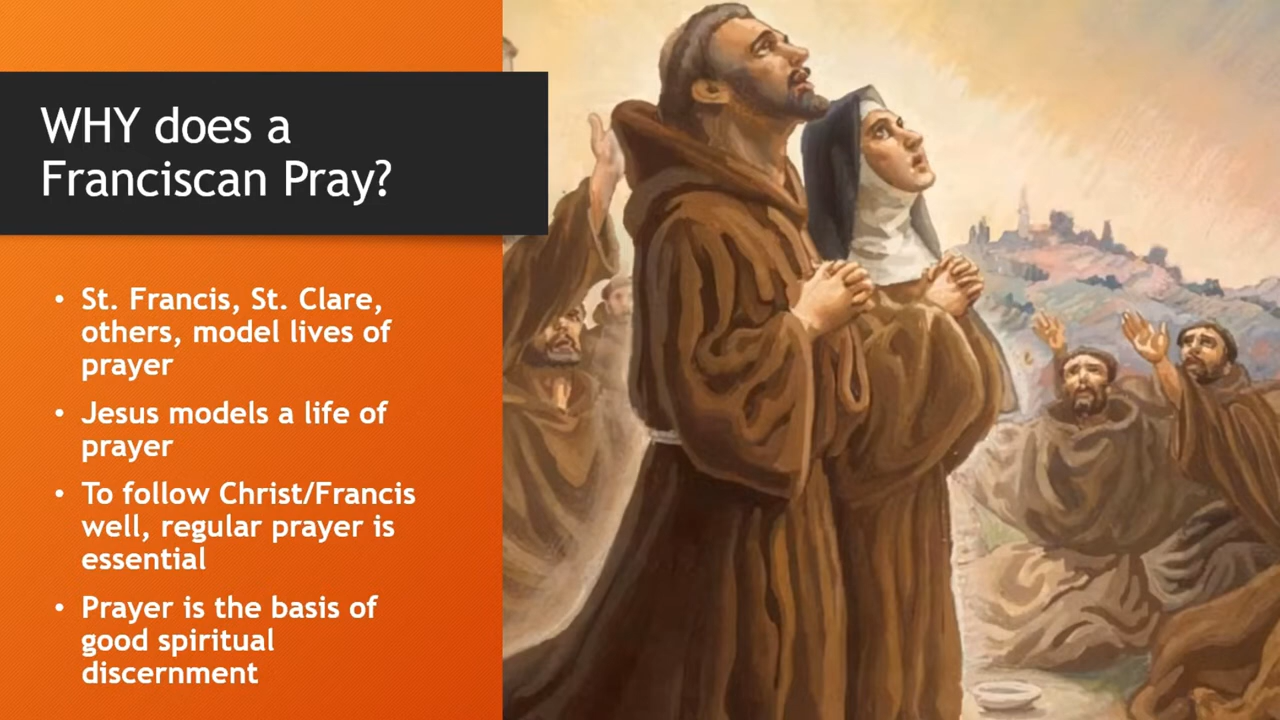 WHY does a
Franciscan Pray?
• St. Francis, St. Clare,
others, model lives of
prayer
• Jesus models a life of
prayer
• To follow Christ/Francis
well, regular prayer is
essential
• Prayer is the basis of
good spiritual
discernment